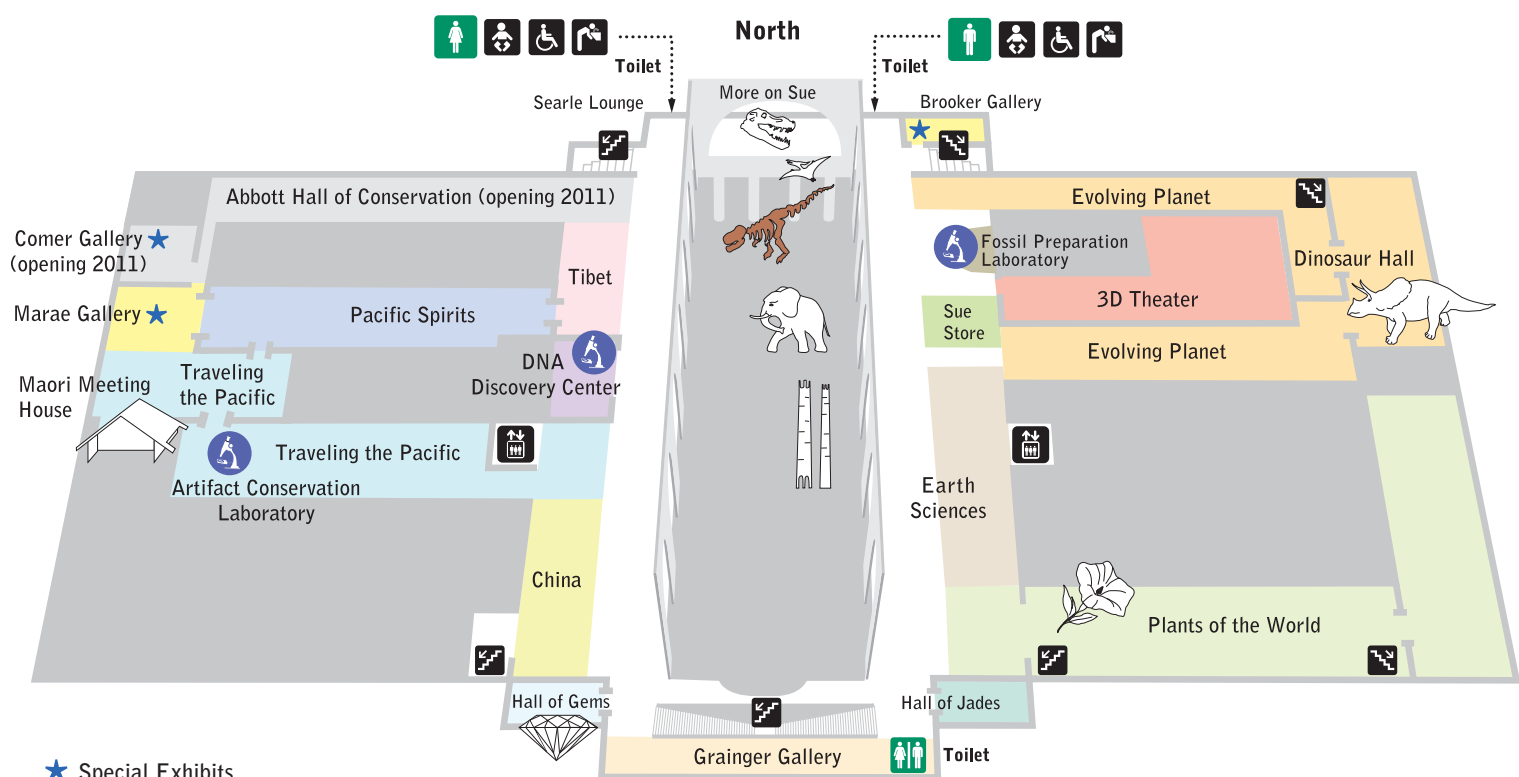 North
Toilet
Toilet
Searle Lounge
More on Sue
Brooker Gallery
Abbott Hall of Conservation (opening 2011)
Evolving Planet
Comer Gallery
(opening 2011)
Tibet
Fossil Preparation
Laboratory
Dinosaur Hall
Marae Gallery
Pacific Spirits
3D Theater
Sue
Store
Evolving Planet
DNA
Discovery Center
Maori Meeting
House
Traveling
the Pacific
Traveling the Pacific
Artifact Conservation
Laboratory
Earth
Sciences
China
Plants of the World
Hall of Gems
Hall of Jades
Grainger Gallery
Toilet
Special Exhibits